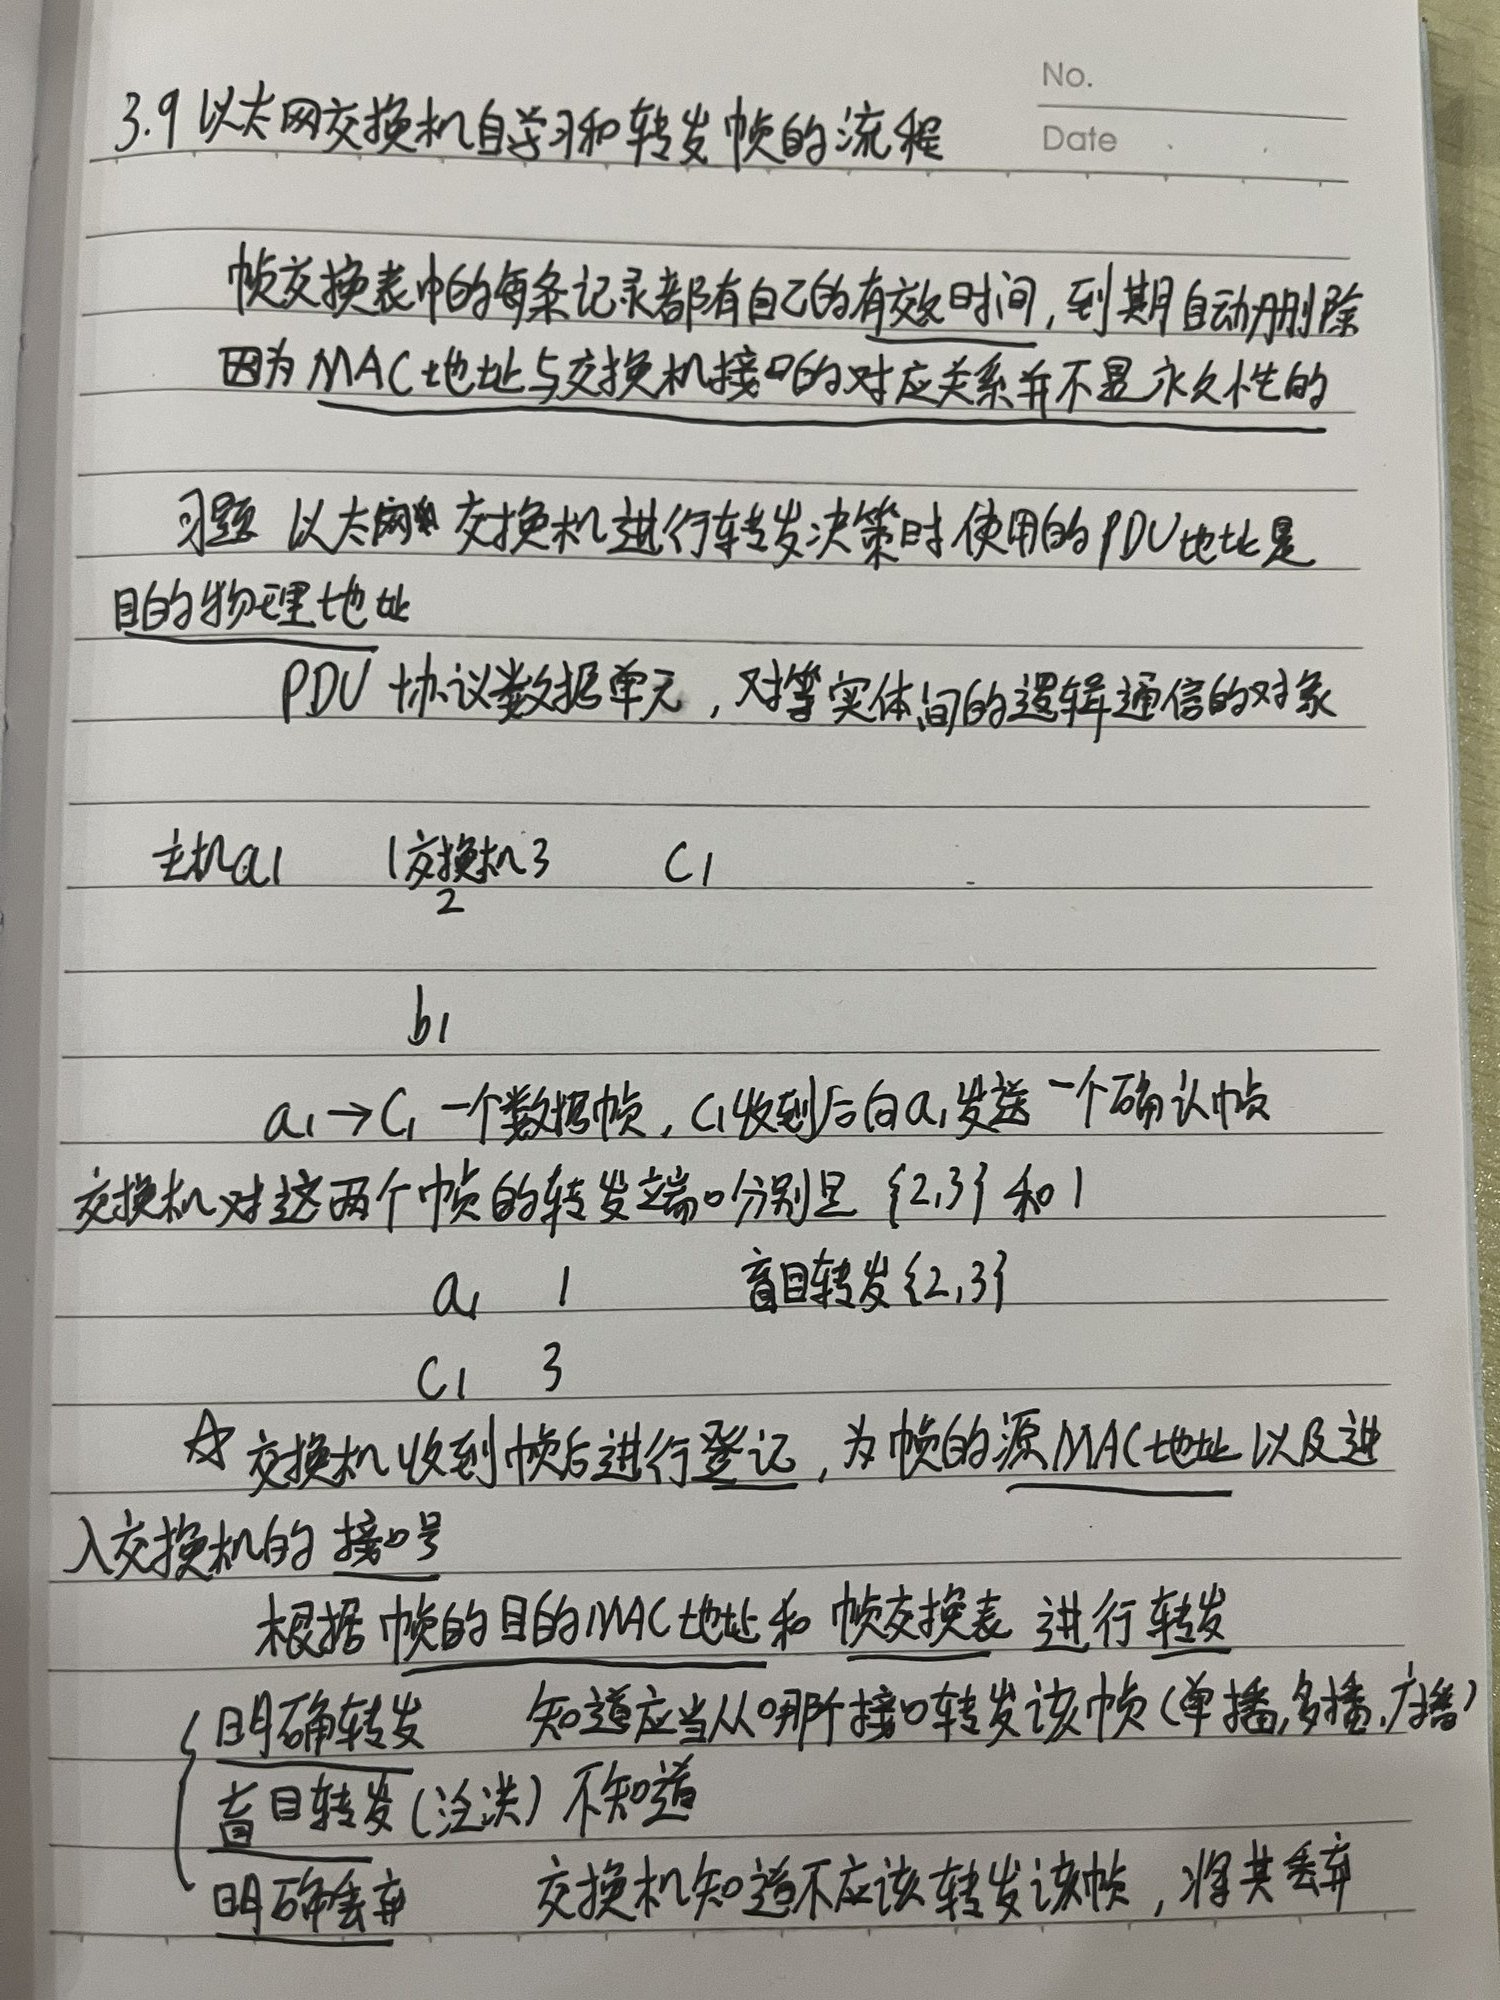 No.
Date
3.9 以太网交换机自学习和转发帧的流程
帧交换表中的每条记录都有自己的有效时间,到期自动删除
因为MAC地址与交换机接口的对应关系并不是永久性的
习题 以太网 交换机进行转发决策时使用的PDU地址是
目的物理地址
PDU 协议数据单元,对等实体间的逻辑通信的对象
主机a1 1交换机3 C1
2
b1
a1→C1 一个数据帧,C1收到后向a1发送一个确认帧
交换机对这两个帧的转发端口分别是 {2,3} 和 1
a1 1 盲目转发{2,3}
C1 3
☆交换机收到帧后进行登记,为帧的源MAC地址以及进
入交换机的接口号
根据帧的目的MAC地址和帧交换表 进行转发
明确转发 知道应当从哪个接口转发该帧(单播,多播,广播)
盲目转发(泛洪) 不知道
明确丢弃 交换机知道不应该转发该帧,将其丢弃